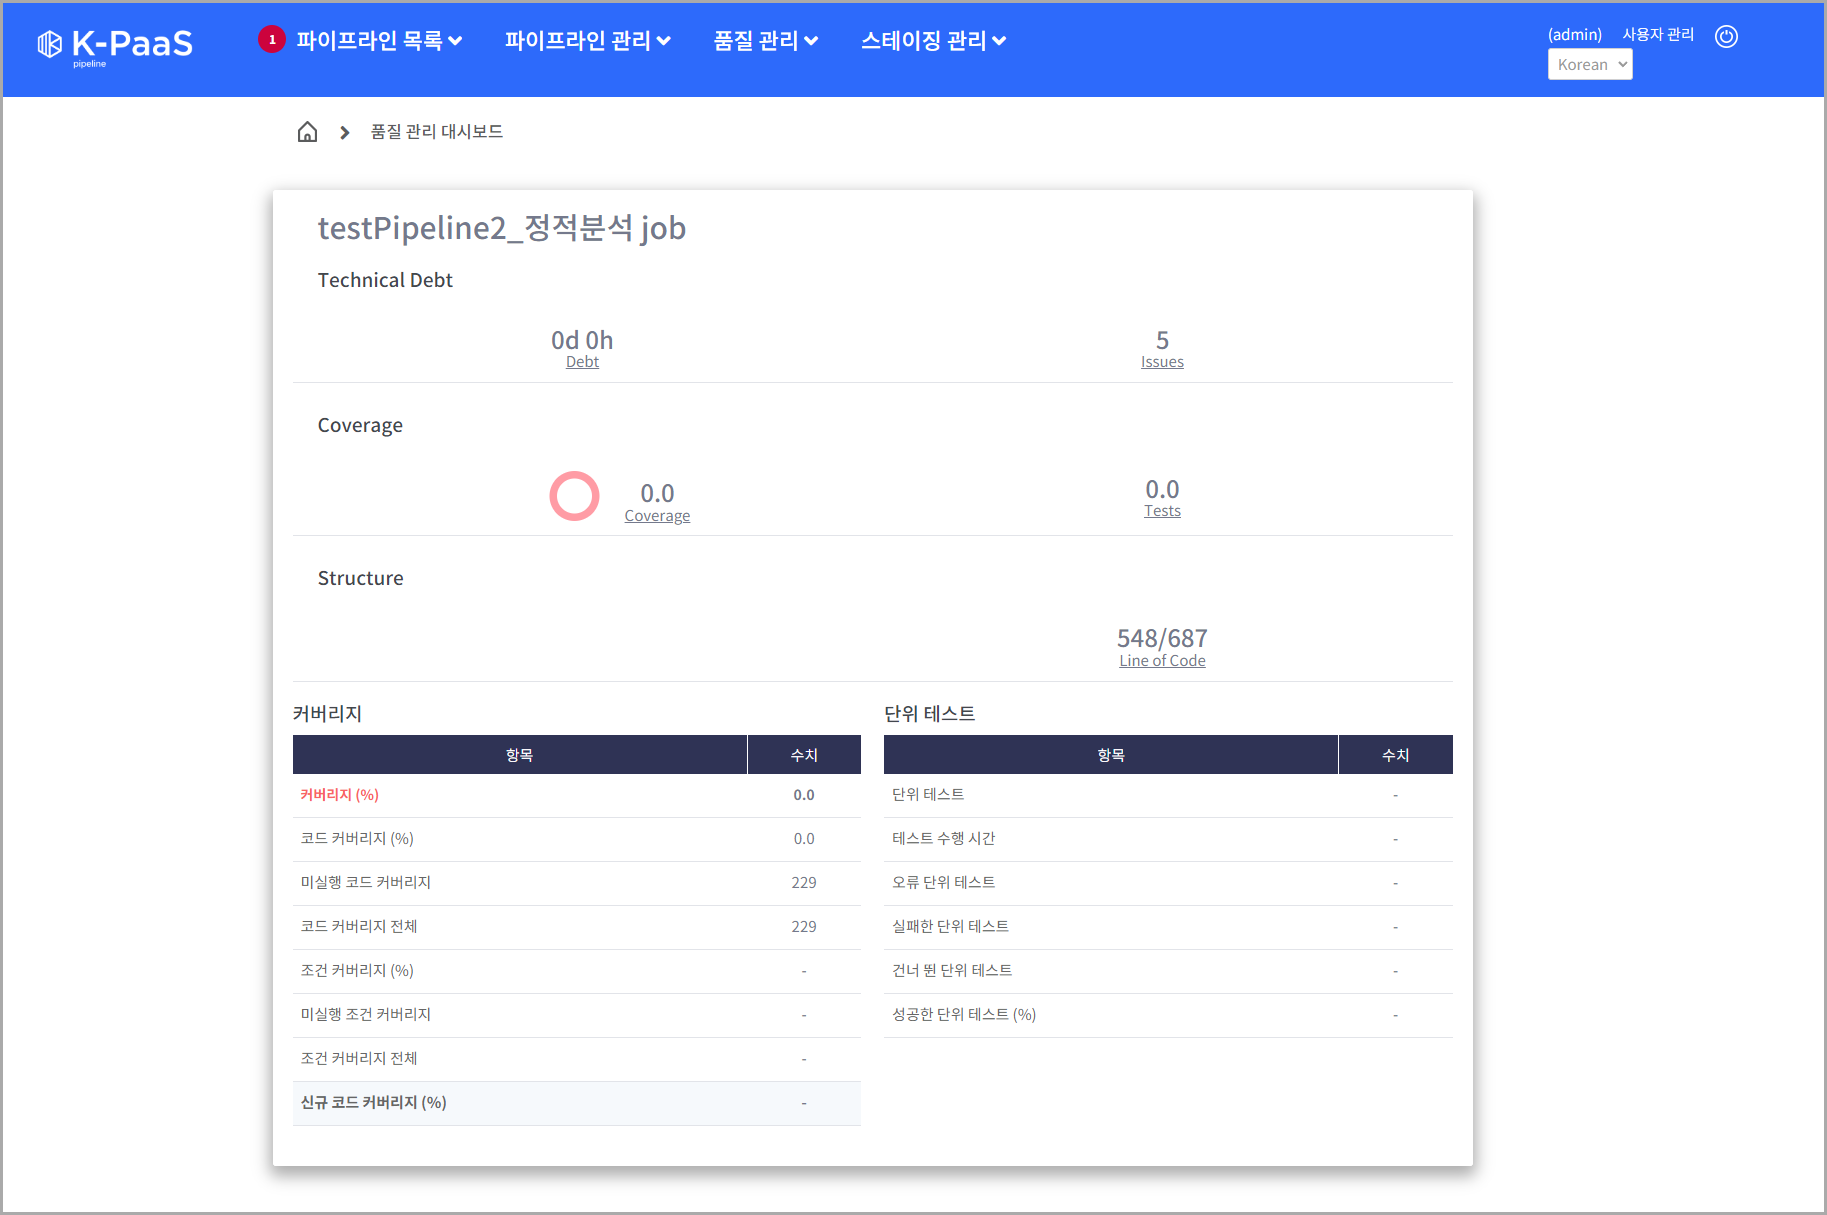 K-PaaS
pipeline
1 파이프라인 목록 파이프라인 관리 품질 관리 스테이징 관리
(admin) 사용자 관리
Korean
품질 관리 대시보드
testPipeline2_정적분석 job
Technical Debt
0d 0h 5
Debt Issues
Coverage
0.0 0.0
Coverage Tests
Structure
548/687
Line of Code
커버리지
항목 수치
커버리지 (%) 0.0
코드 커버리지 (%) 0.0
미실행 코드 커버리지 229
코드 커버리지 전체 229
조건 커버리지 (%) -
미실행 조건 커버리지 -
조건 커버리지 전체 -
신규 코드 커버리지 (%) -
단위 테스트
항목 수치
단위 테스트 -
테스트 수행 시간 -
오류 단위 테스트 -
실패한 단위 테스트 -
건너 뛴 단위 테스트 -
성공한 단위 테스트 (%) -